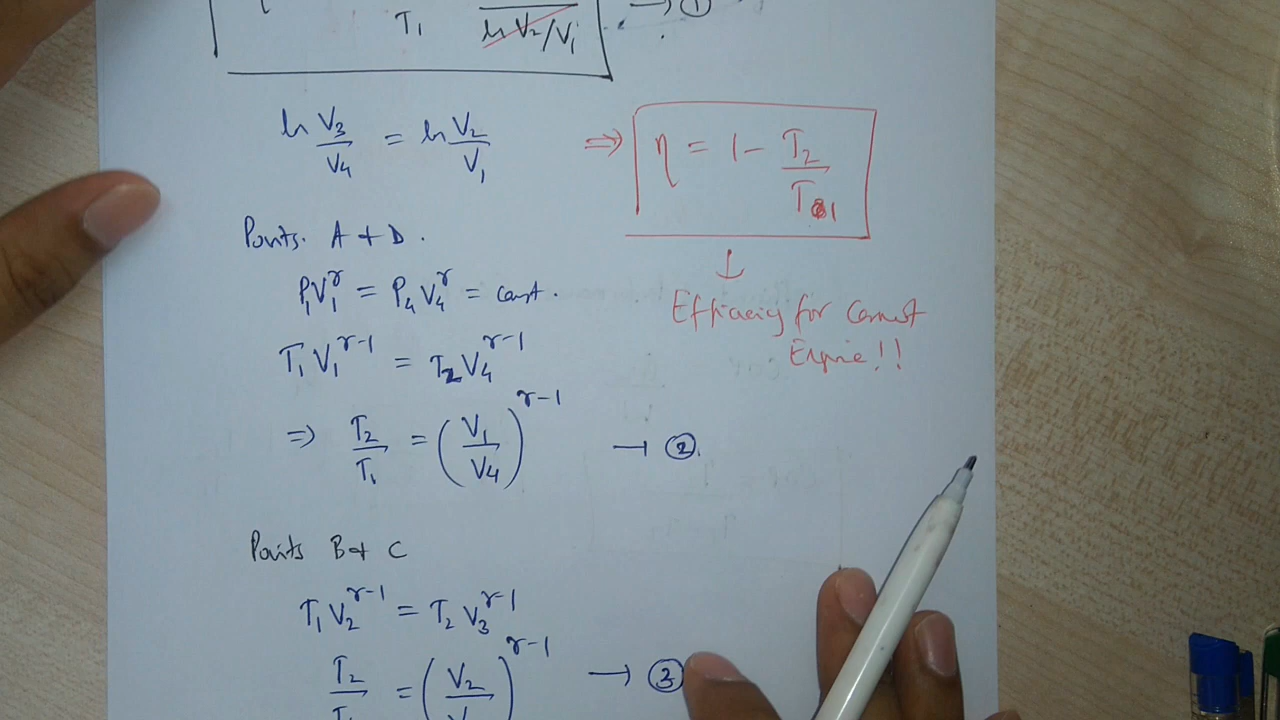 η T₁ ln V₂/V₁ → ①
ln V₃/V₄ = ln V₂/V₁ ⇒ η = 1 - T₂/T₁
Points. A & D.
↓
P₁V₁^γ = P₄V₄^γ = const.
Efficiency for Carnot
Engine!!
T₁V₁^γ-1 = T₂V₄^γ-1
⇒ T₂/T₁ = (V₁/V₄)^γ-1 → ②.
Points B & C
T₁V₂^γ-1 = T₂V₃^γ-1
T₂/T₁ = (V₂/V)^γ-1 → ③